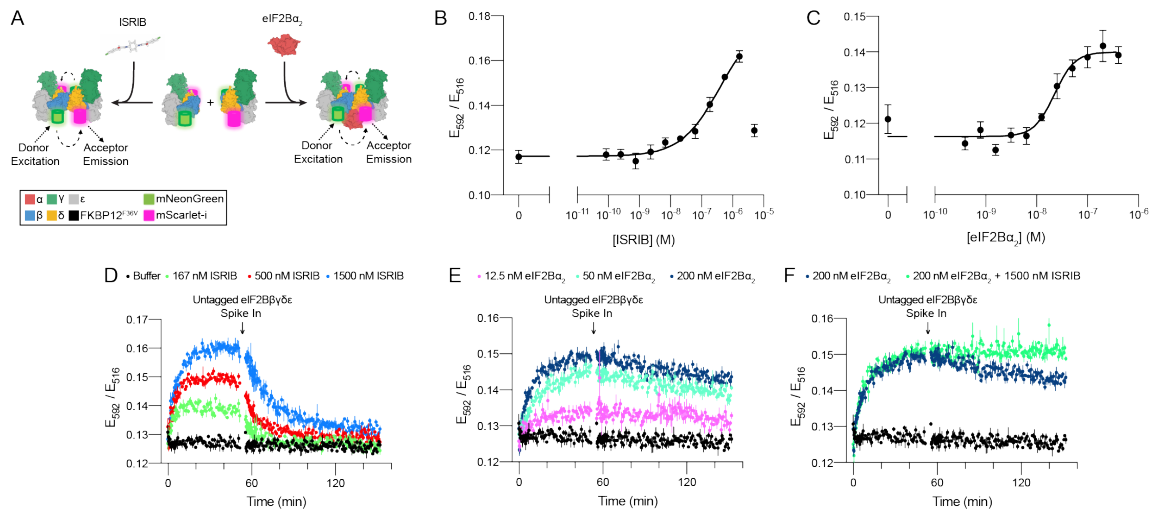 A
ISRIB
eIF2Bα₂
+
Donor Excitation
Acceptor Emission
Donor Excitation
Acceptor Emission
α γ ε mNeonGreen
β δ FKBP12F36V mScarlet-i
B
0.16
0.14
0.12
0.10
E592 / E516
0 10-11 10-10 10-9 10-8 10-7 10-6 10-5
[ISRIB] (M)
C
0.15
0.14
0.13
0.12
0.11
0.10
E592 / E516
0 10-10 10-9 10-8 10-7 10-6
[eIF2Bα₂] (M)
D
Buffer 167 nM ISRIB 500 nM ISRIB 1500 nM ISRIB
Untagged eIF2Bβγδε
Spike In
0.17
0.16
0.15
0.14
0.13
0.12
E592 / E516
0 60 120
Time (min)
E
12.5 nM eIF2Bα₂ 50 nM eIF2Bα₂ 200 nM eIF2Bα₂
Untagged eIF2Bβγδε
Spike In
0.16
0.15
0.14
0.13
0.12
E592 / E516
0 60 120
Time (min)
F
200 nM eIF2Bα₂ 200 nM eIF2Bα₂ + 1500 nM ISRIB
Untagged eIF2Bβγδε
Spike In
0.16
0.15
0.14
0.13
0.12
E592 / E516
0 60 120
Time (min)